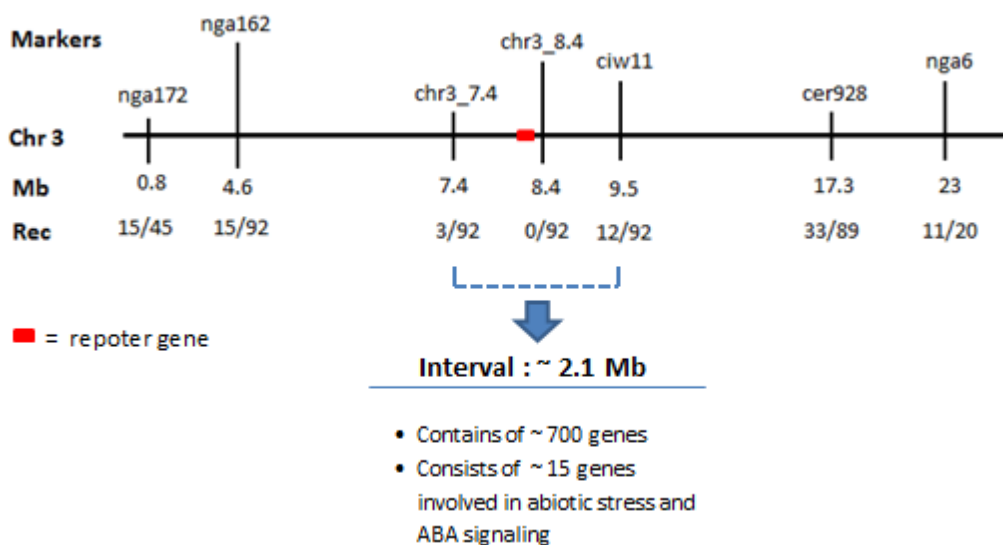 Markers
nga172
nga162
chr3_7.4
chr3_8.4
ciw11
cer928
nga6
Chr 3
Mb 0.8 4.6 7.4 8.4 9.5 17.3 23
Rec 15/45 15/92 3/92 0/92 12/92 33/89 11/20
= repoter gene
Interval : ~ 2.1 Mb
• Contains of ~ 700 genes
• Consists of ~ 15 genes
involved in abiotic stress and
ABA signaling